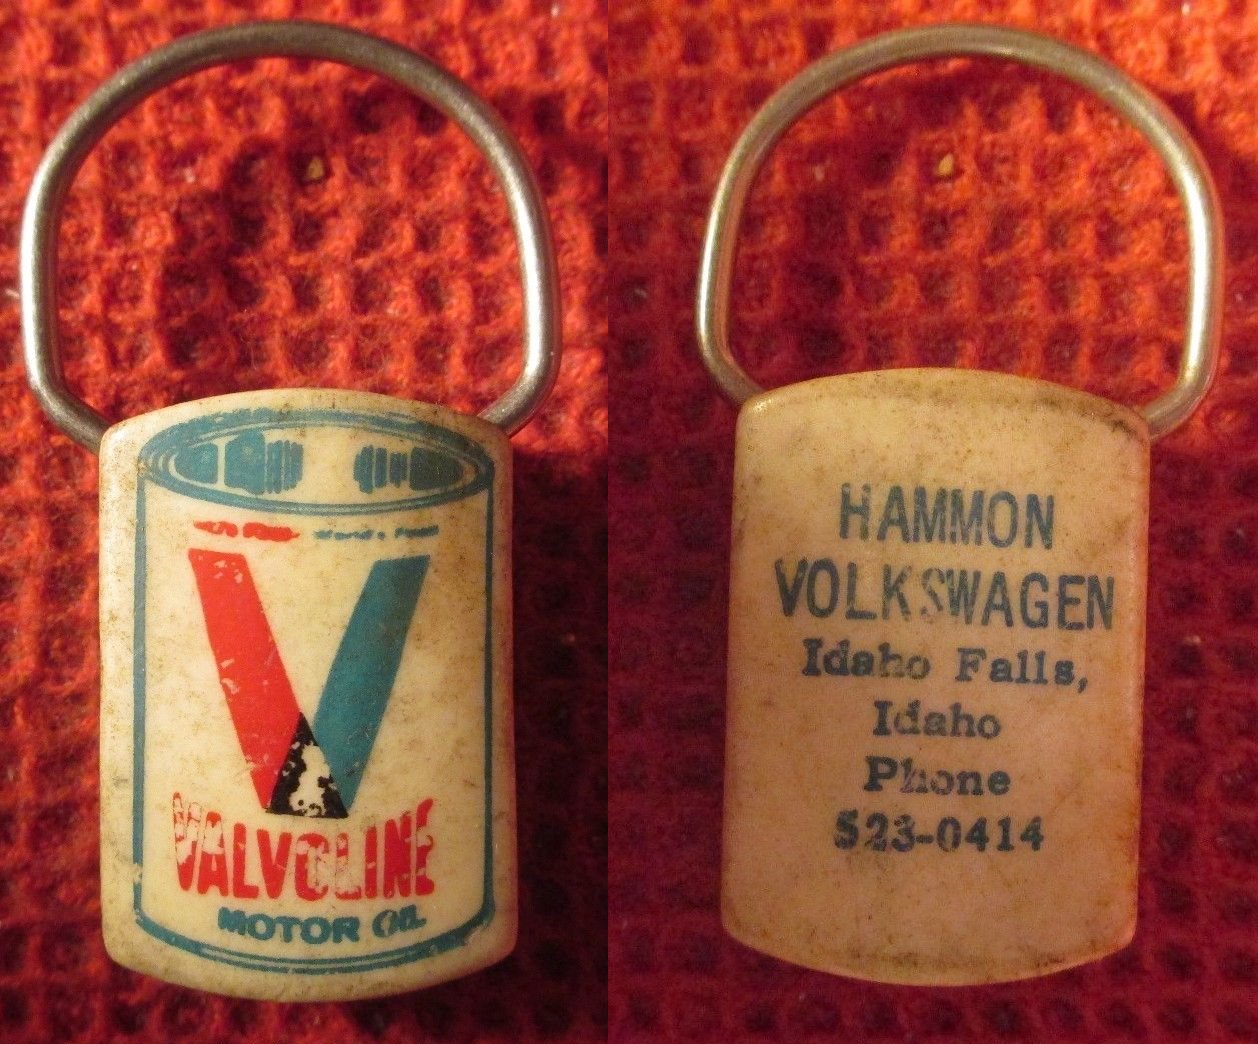 VALVOLINE
MOTOR OIL
HAMMON
VOLKSWAGEN
Idaho Falls,
Idaho
Phone
523-0414